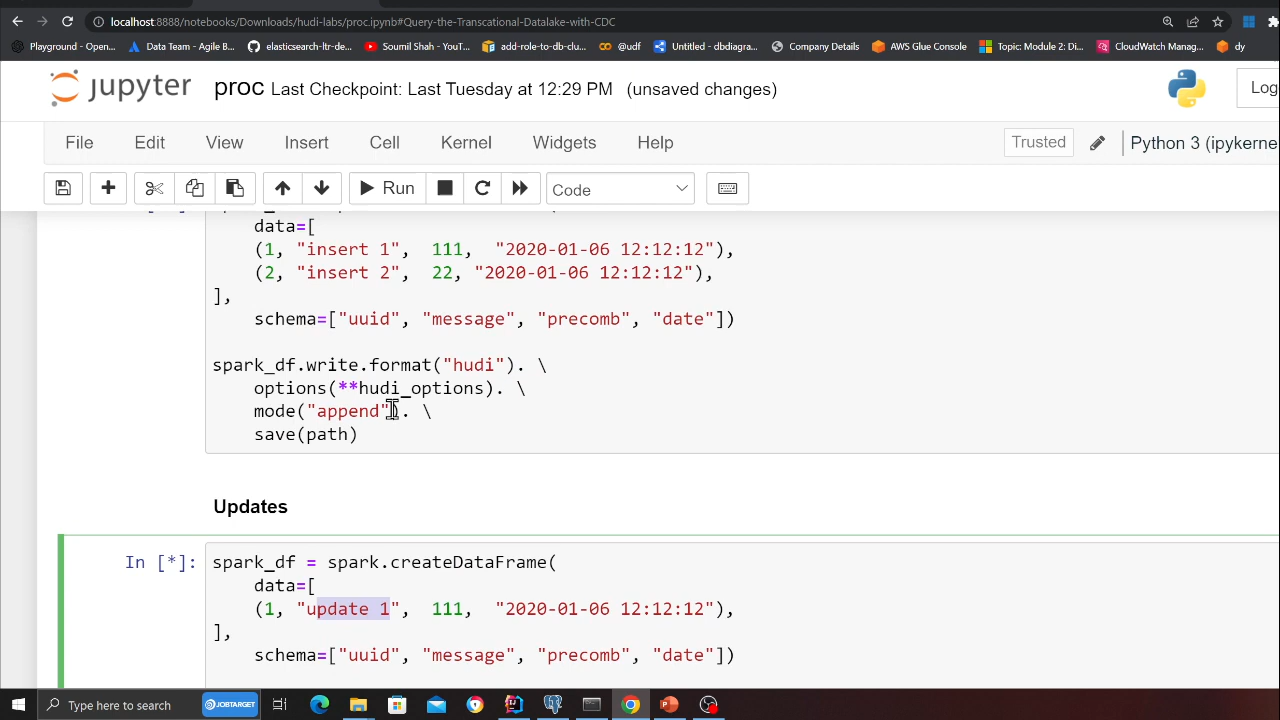 localhost:8888/notebooks/Downloads/hudi-labs/proc.ipynb#Query-the-Transcational-Datalake-with-CDC
Playground - Open... Data Team - Agile B... elasticsearch-ltr-de... Soumil Shah - YouT... add-role-to-db-clu... @udf Untitled - dbdiagra... Company Details AWS Glue Console Topic: Module 2: Di... CloudWatch Manag... dy
jupyter proc Last Checkpoint: Last Tuesday at 12:29 PM (unsaved changes) Log
File Edit View Insert Cell Kernel Widgets Help Trusted Python 3 (ipykerne
Run Code
data=[
(1, "insert 1", 111, "2020-01-06 12:12:12"),
(2, "insert 2", 22, "2020-01-06 12:12:12"),
],
schema=["uuid", "message", "precomb", "date"])
spark_df.write.format("hudi"). \
options(**hudi_options). \
mode("append"). \
save(path)
Updates
In [*]: spark_df = spark.createDataFrame(
data=[
(1, "update 1", 111, "2020-01-06 12:12:12"),
],
schema=["uuid", "message", "precomb", "date"])
Type here to search JOBTARGET